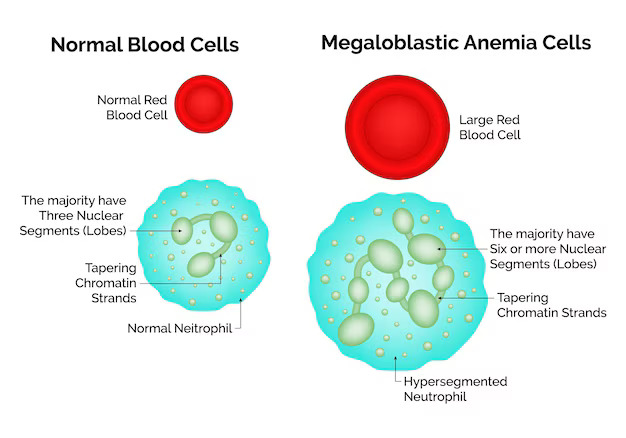 Normal Blood Cells
Megaloblastic Anemia Cells
Normal Red
Blood Cell
Large Red
Blood Cell
The majority have
Three Nuclear
Segments (Lobes)
Tapering
Chromatin
Strands
Normal Neitrophil
The majority have
Six or more Nuclear
Segments (Lobes)
Tapering
Chromatin Strands
Hypersegmented
Neutrophil